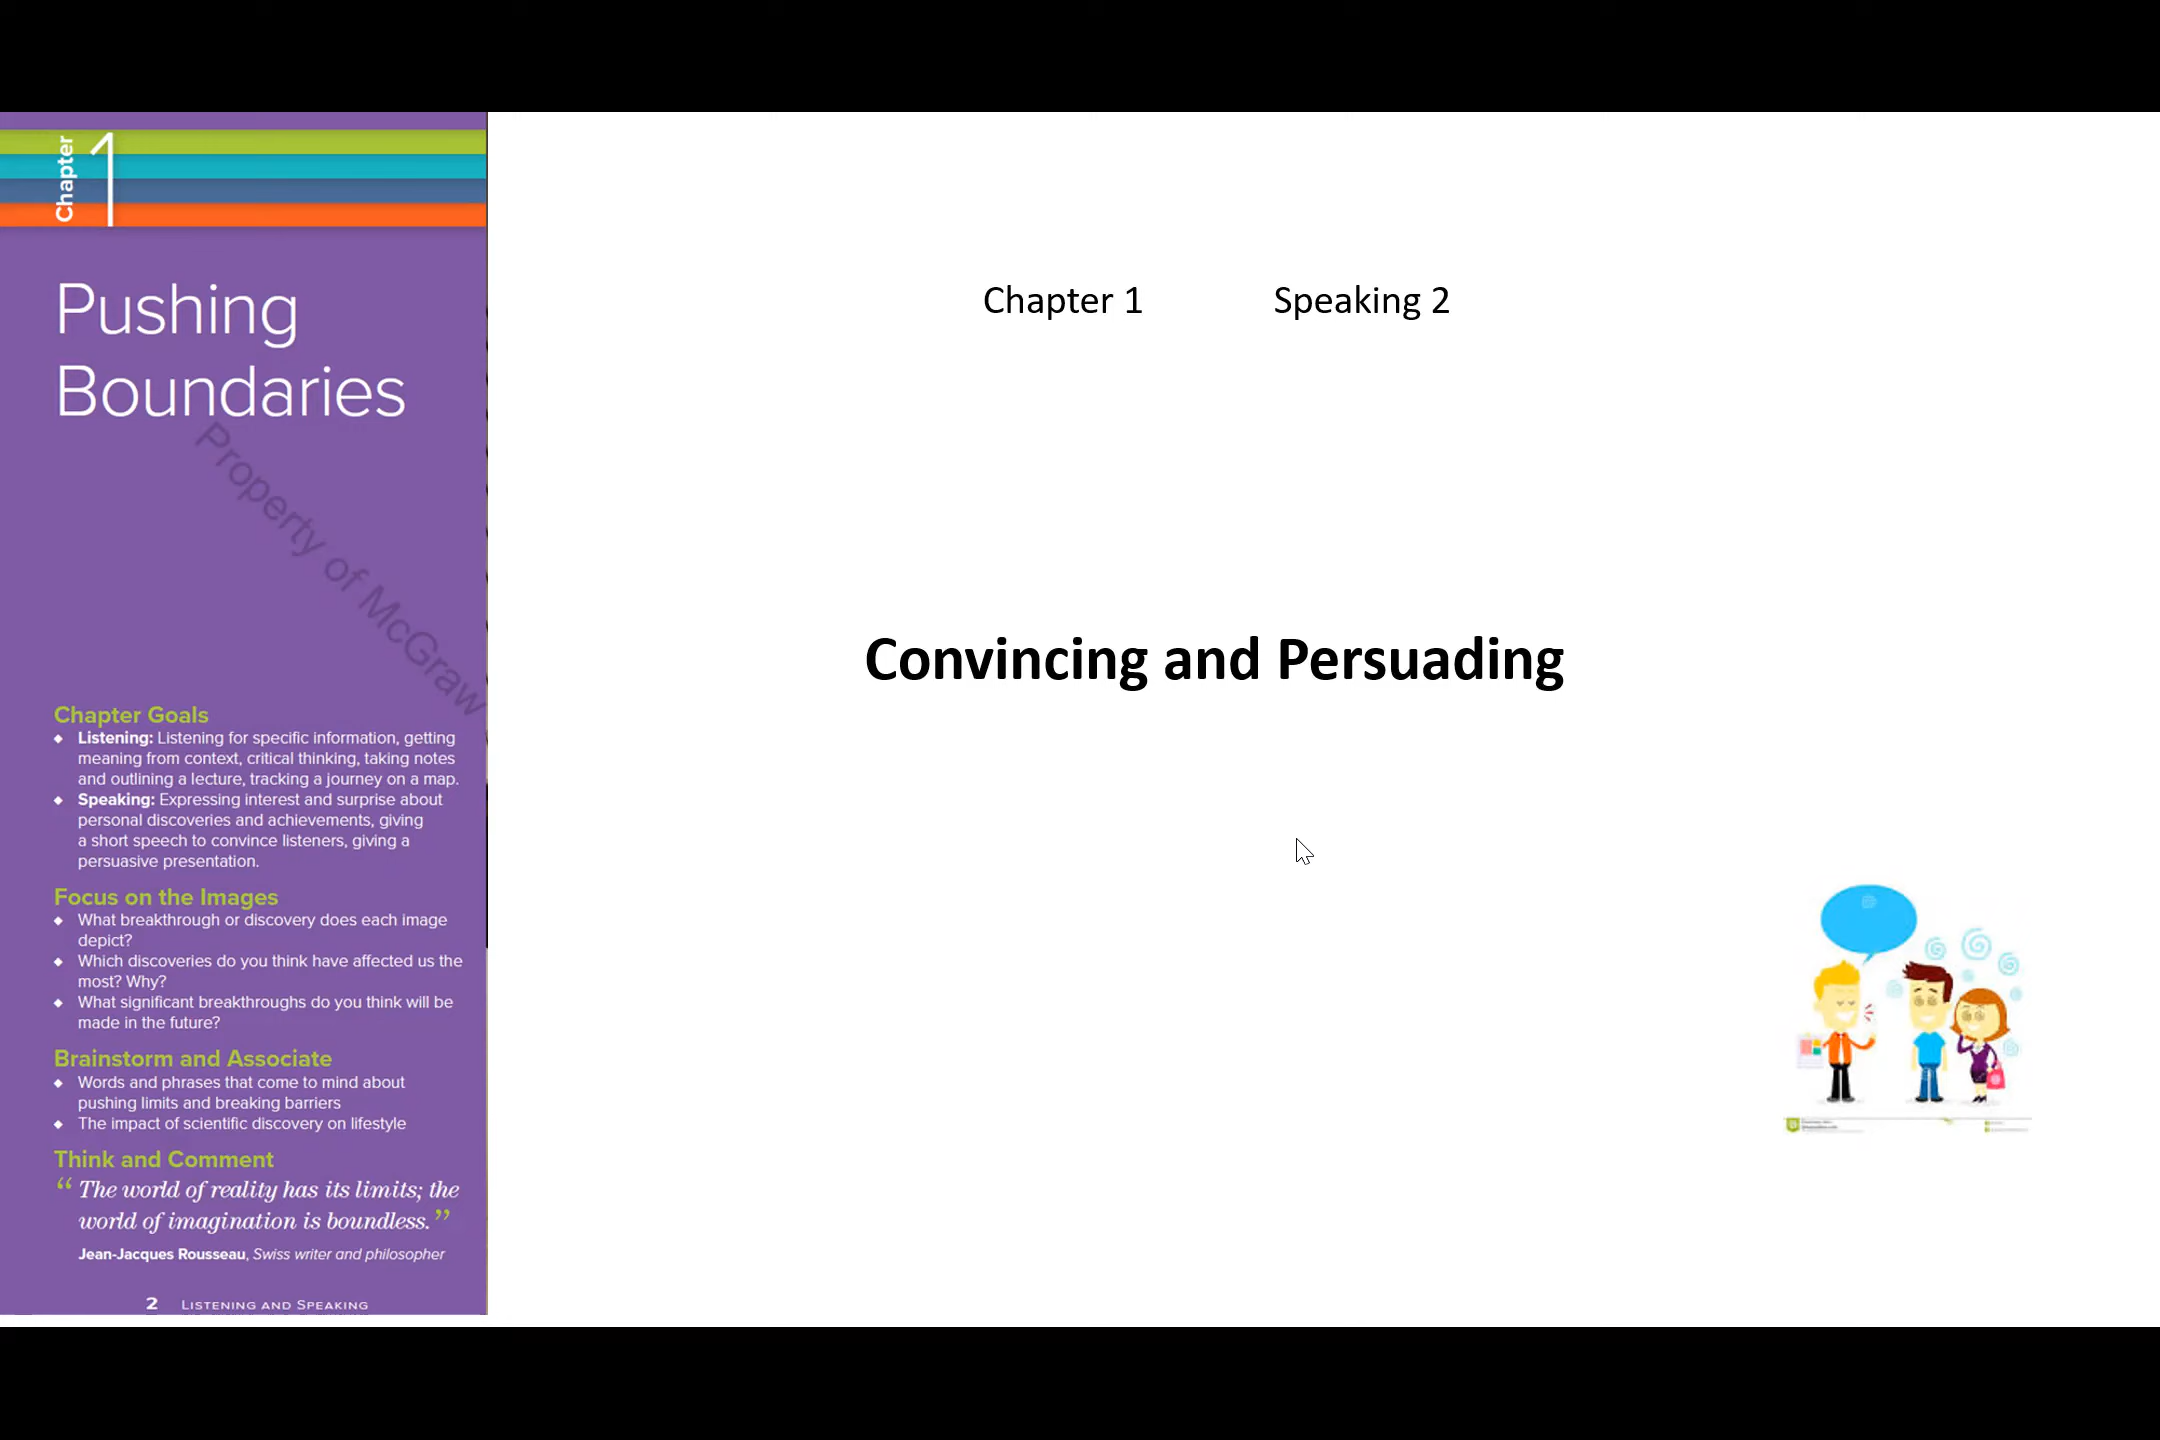 Chapter 1
Pushing
Boundaries
Property of McGraw
Chapter Goals
◆ Listening: Listening for specific information, getting
meaning from context, critical thinking, taking notes
and outlining a lecture, tracking a journey on a map.
◆ Speaking: Expressing interest and surprise about
personal discoveries and achievements, giving
a short speech to convince listeners, giving a
persuasive presentation.
Focus on the Images
◆ What breakthrough or discovery does each image
depict?
◆ Which discoveries do you think have affected us the
most? Why?
◆ What significant breakthroughs do you think will be
made in the future?
Brainstorm and Associate
◆ Words and phrases that come to mind about
pushing limits and breaking barriers
◆ The impact of scientific discovery on lifestyle
Think and Comment
“ The world of reality has its limits; the
world of imagination is boundless. ”
Jean-Jacques Rousseau, Swiss writer and philosopher
2 LISTENING AND SPEAKING
Chapter 1 Speaking 2
Convincing and Persuading